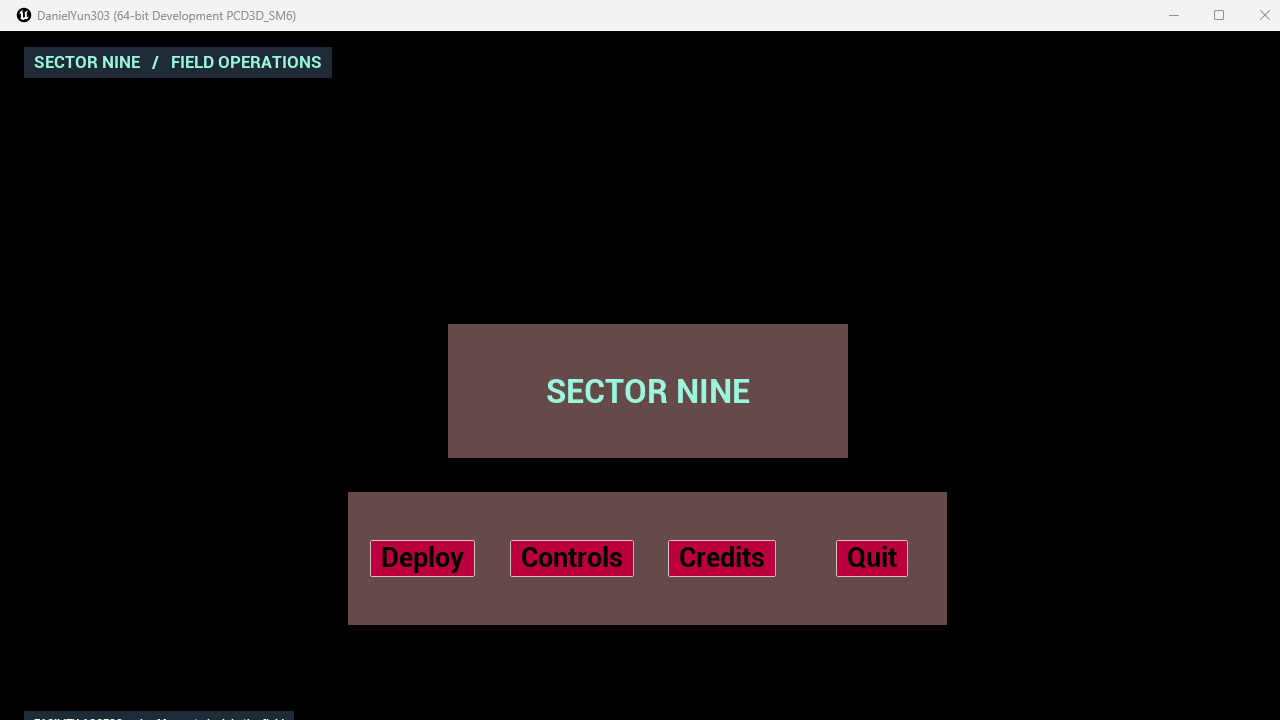 DanielYun303 (64-bit Development PCD3D_SM6)
SECTOR NINE / FIELD OPERATIONS
SECTOR NINE
Deploy Controls Credits Quit